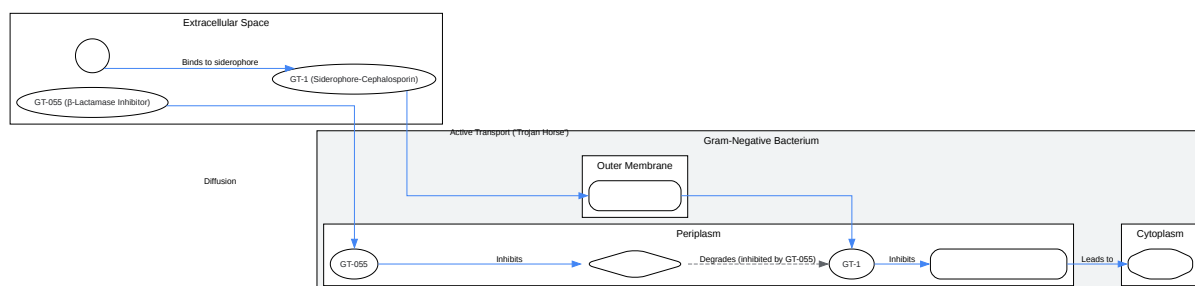 Extracellular Space
Binds to siderophore
GT-1 (Siderophore-Cephalosporin)
GT-055 (β-Lactamase Inhibitor)
Active Transport ('Trojan Horse')
Gram-Negative Bacterium
Outer Membrane
Diffusion
Periplasm
Cytoplasm
GT-055
Inhibits
Degrades (inhibited by GT-055)
GT-1
Inhibits
Leads to